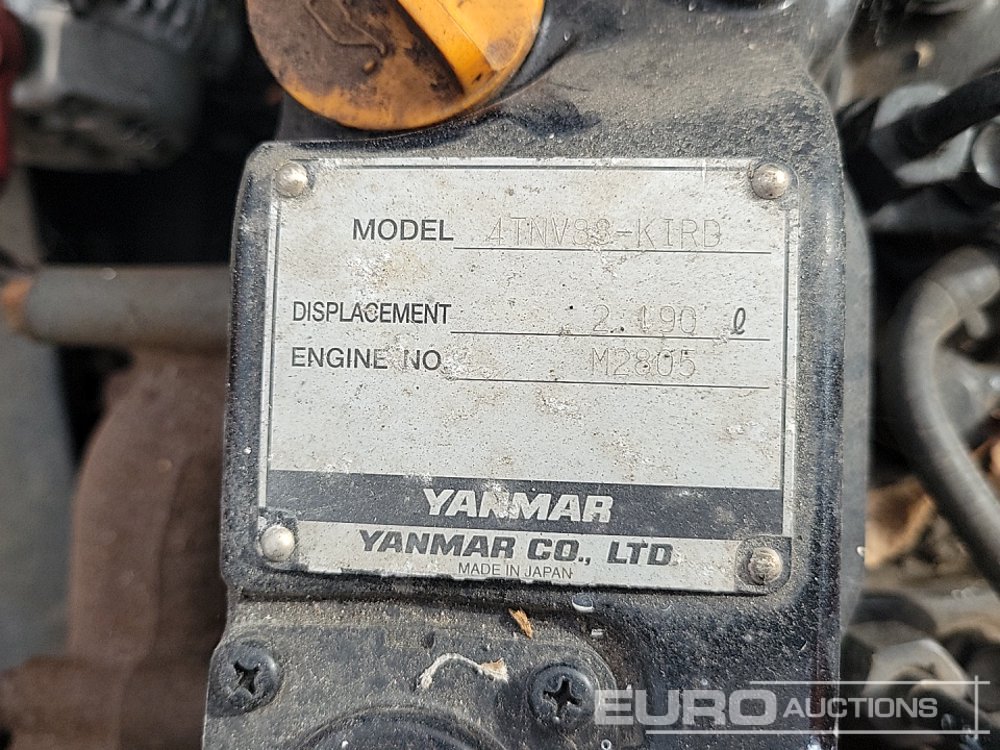 MODEL 4TNV88-KIRD
DISPLACEMENT 2.190 ℓ
ENGINE NO. M2805
YANMAR
YANMAR CO., LTD.
MADE IN JAPAN
EURO AUCTIONS